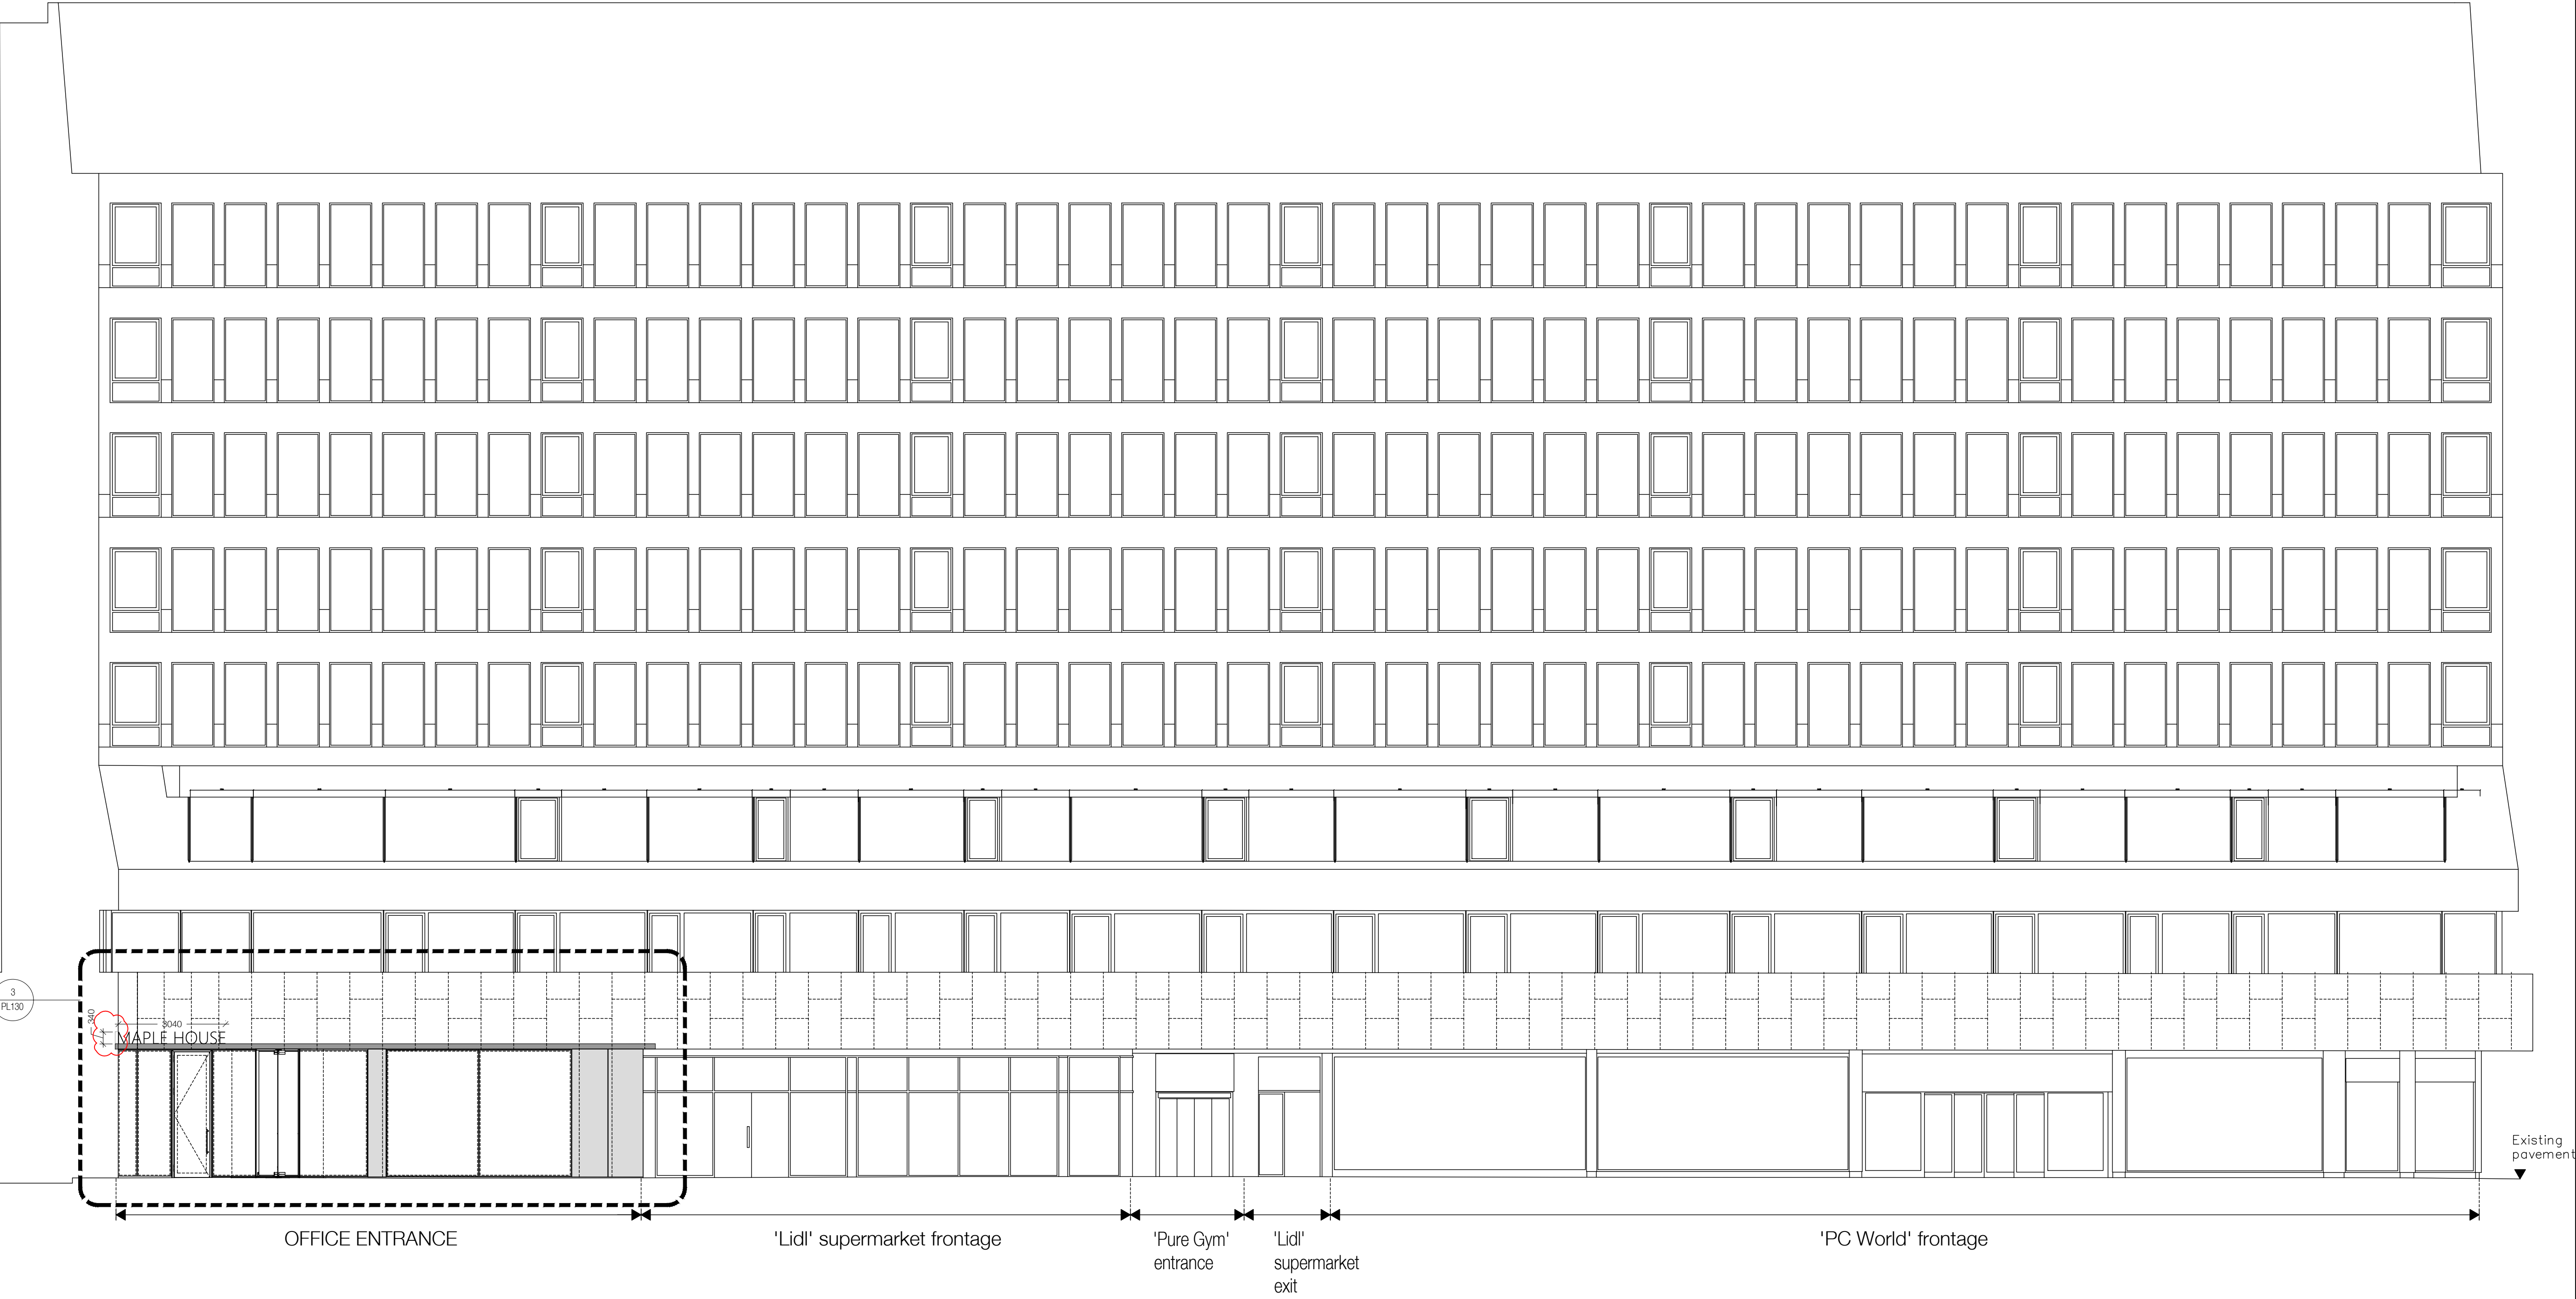 3
PL130
340
3040
MAPLE HOUSE
Existing
pavement
OFFICE ENTRANCE
'Lidl' supermarket frontage
'Pure Gym'
entrance
'Lidl'
supermarket
exit
'PC World' frontage